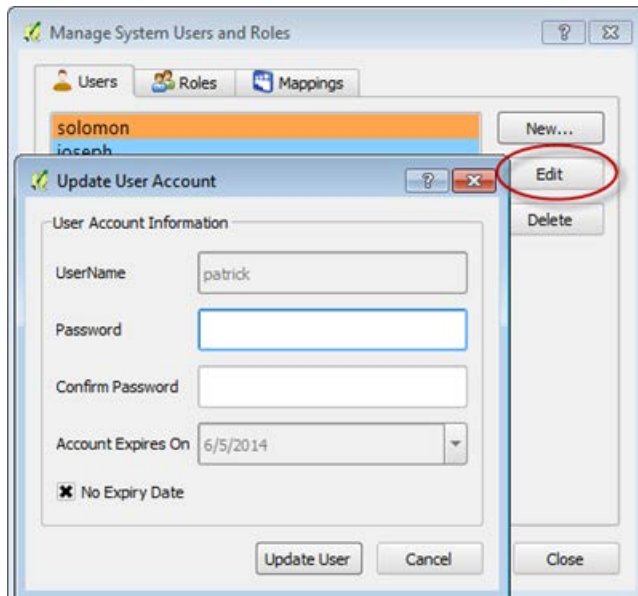 Manage System Users and Roles
Users Roles Mappings
solomon
joseph
New...
Edit
Delete
Update User Account
User Account Information
UserName patrick
Password
Confirm Password
Account Expires On 6/5/2014
No Expiry Date
Update User Cancel
Close